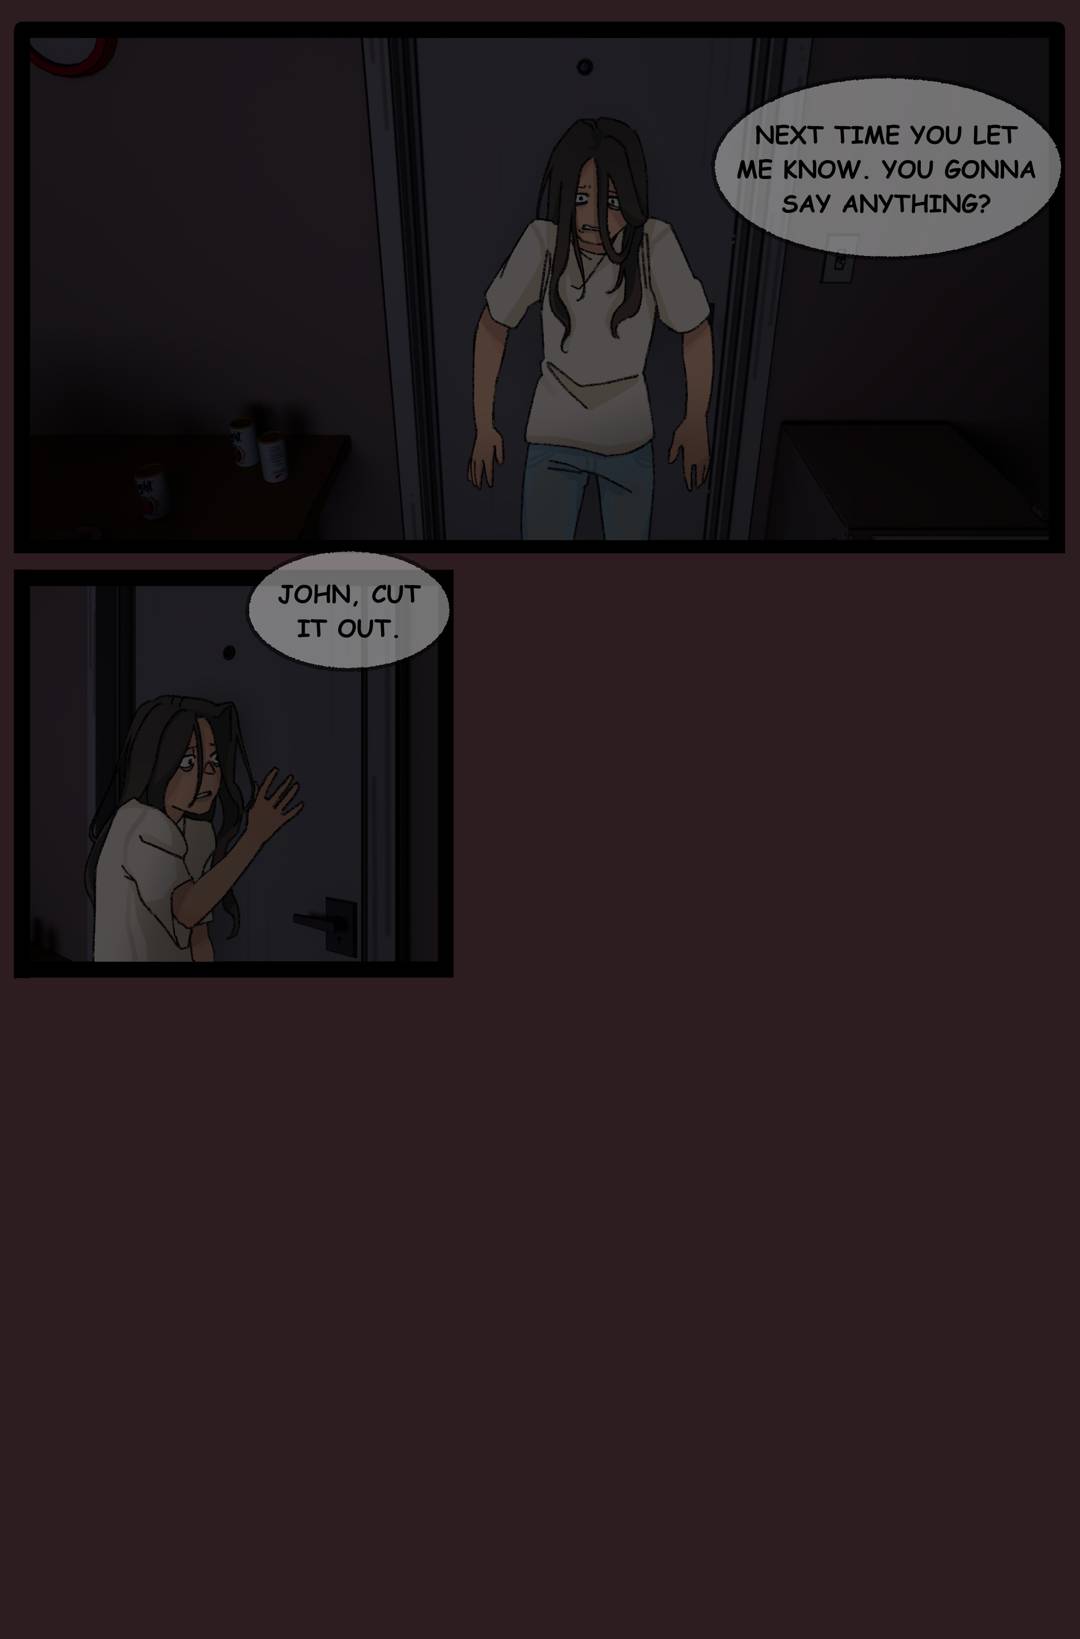 NEXT TIME YOU LET
ME KNOW. YOU GONNA
SAY ANYTHING?
JOHN, CUT
IT OUT.